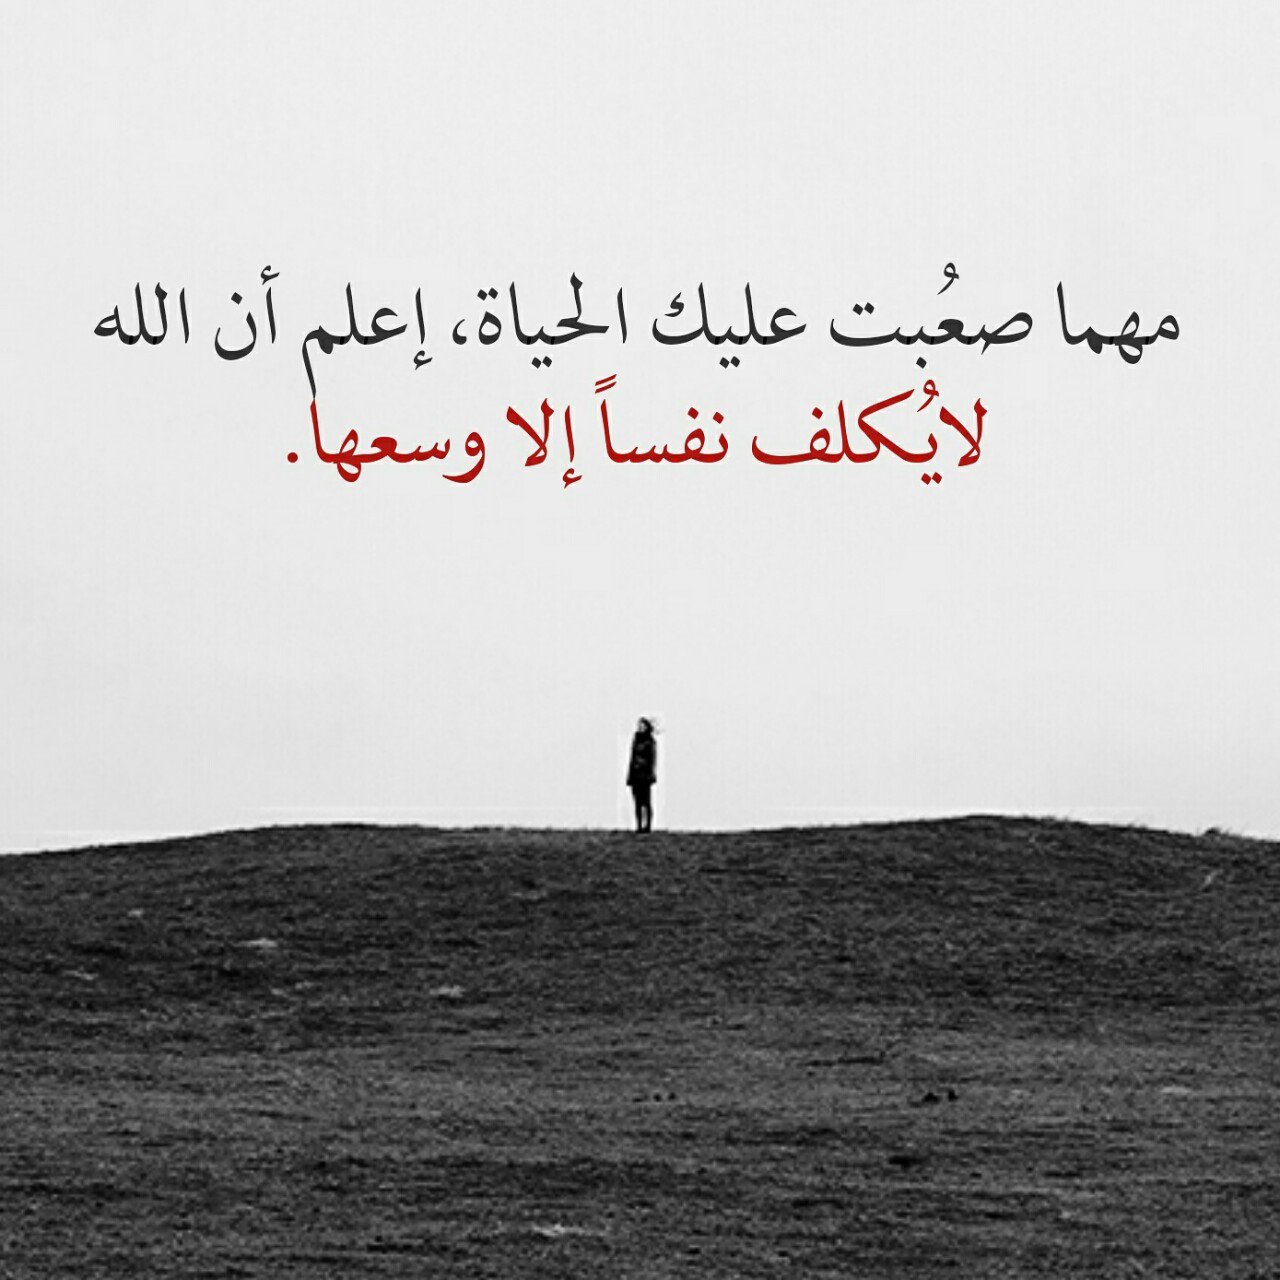 مهما صعُبت عليك الحياة، إعلم أن الله
لايُكلف نفساً إلا وسعها.